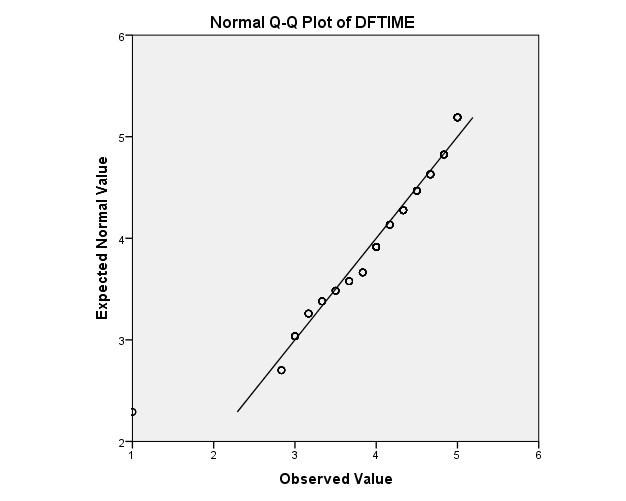 Normal Q-Q Plot of DFTIME
Expected Normal Value
6
5
4
3
2
1 2 3 4 5 6
Observed Value